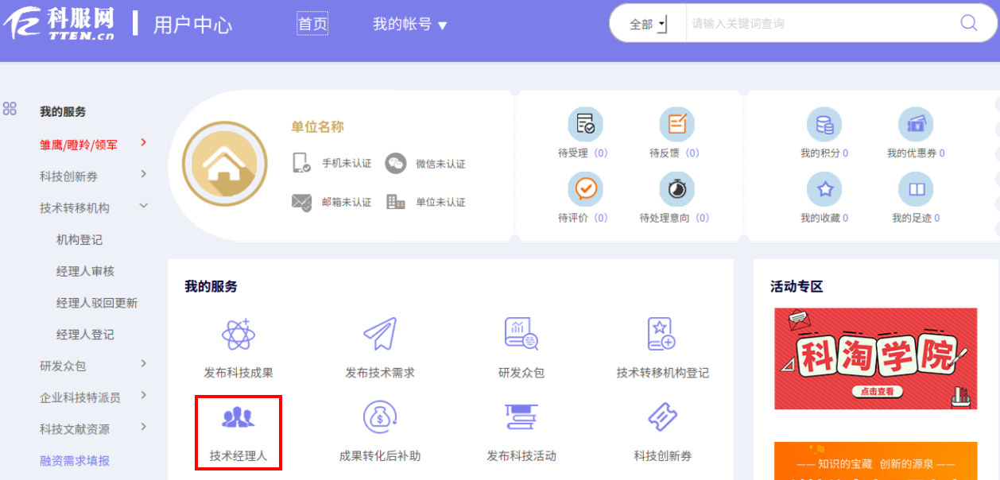 科服网
TTEN.cn
用户中心
首页
我的帐号 ▼
全部
请输入关键词查询
我的服务
雏鹰/瞪羚/领军
科技创新券
技术转移机构
机构登记
经理人审核
经理人驳回更新
经理人登记
研发众包
企业科技特派员
科技文献资源
融资需求填报
单位名称
手机未认证
微信未认证
邮箱未认证
单位未认证
待受理（0）
待反馈（0）
待评价（0）
待处理意向（0）
我的积分 0
我的优惠券 0
我的收藏 0
我的足迹 0
我的服务
发布科技成果
发布技术需求
研发众包
技术转移机构登记
技术经理人
成果转化后补助
发布科技活动
科技创新券
活动专区
科淘学院
点击查看
—— 知识的宝藏 创新的源泉 ——